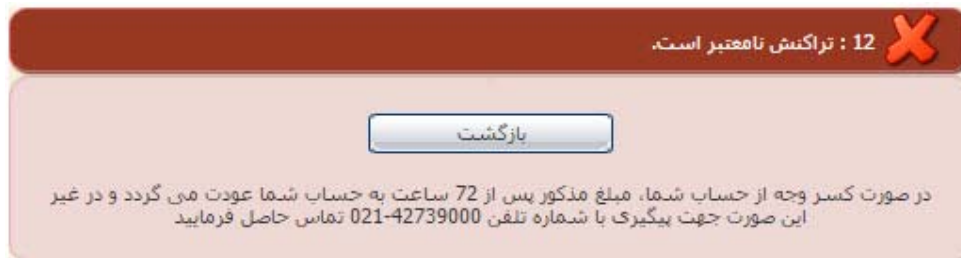 12 : تراکنش نامعتبر است.
بازگشت
در صورت کسر وجه از حساب شما، مبلغ مذکور پس از 72 ساعت به حساب شما عودت می گردد و در غیر
این صورت جهت پیگیری با شماره تلفن 42739000-021 تماس حاصل فرمایید